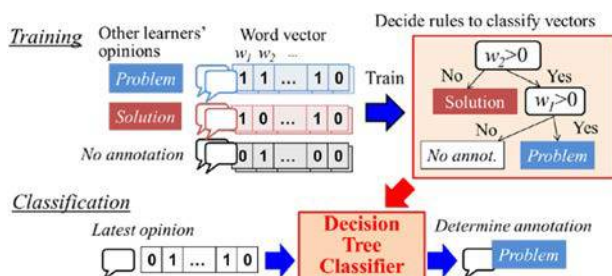 Training
Other learners' opinions
Word vector
w1 w2 ...
Problem
1 1 ... 1 0
Solution
1 0 ... 1 0
No annotation
0 1 ... 0 0
Train
Decide rules to classify vectors
w2>0
No
Yes
Solution
w1>0
No
Yes
No annot.
Problem
Classification
Latest opinion
0 1 ... 1 0
Decision
Tree
Classifier
Determine annotation
Problem